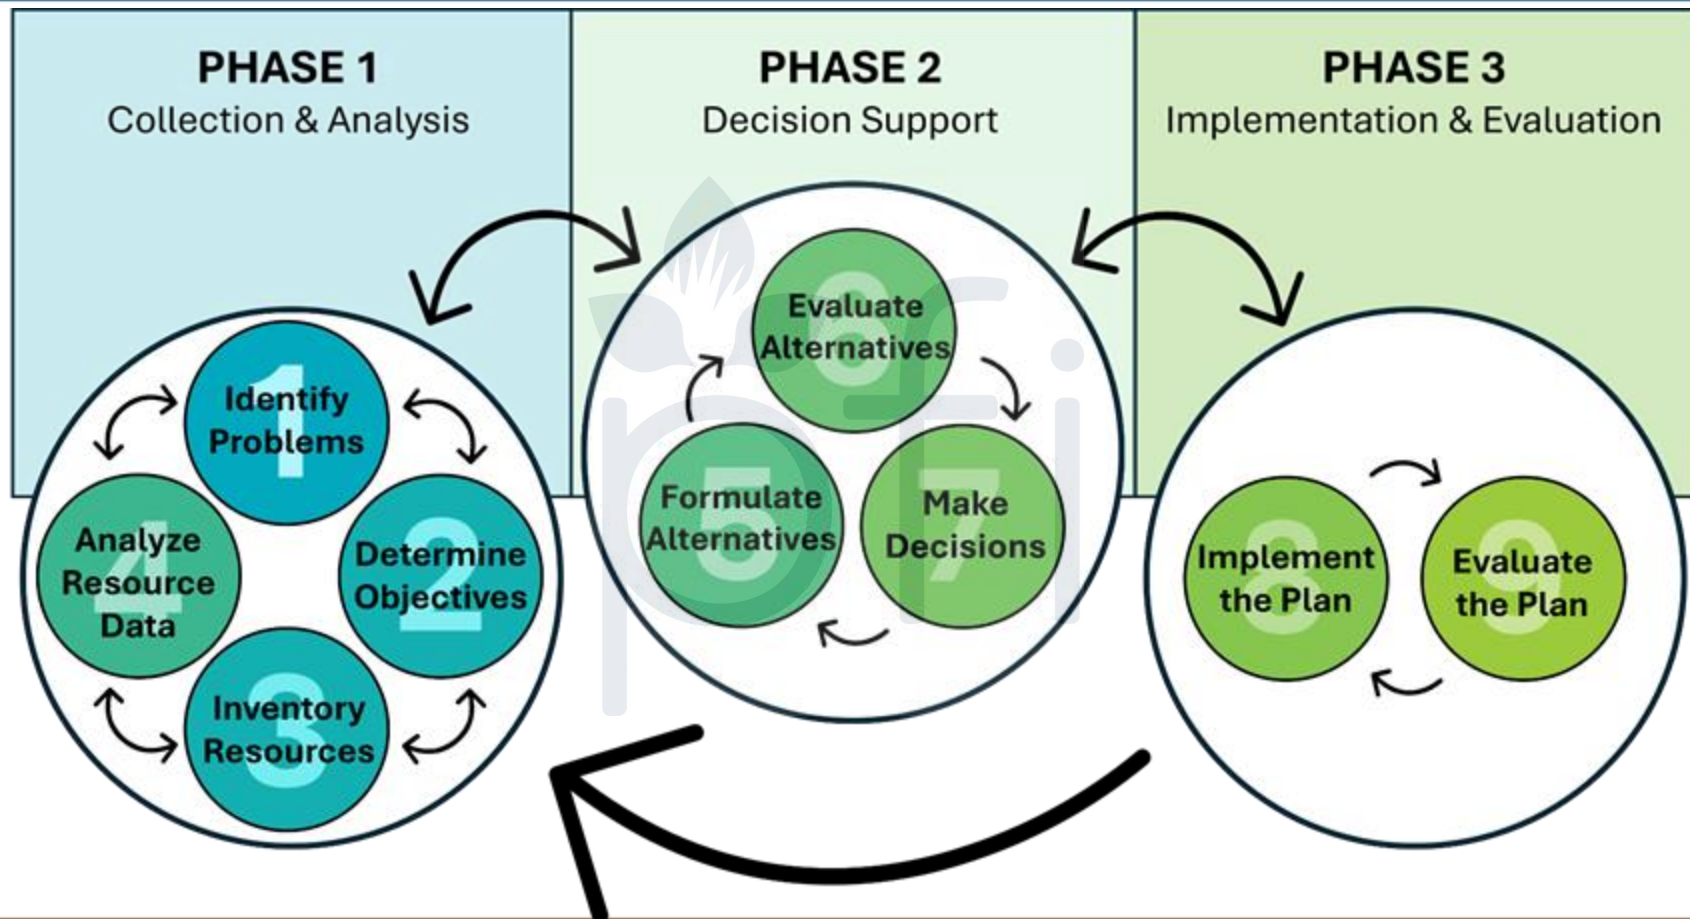 PHASE 1
Collection & Analysis
PHASE 2
Decision Support
PHASE 3
Implementation & Evaluation
1
Identify
Problems
2
Determine
Objectives
3
Inventory
Resources
4
Analyze
Resource
Data
5
Formulate
Alternatives
6
Evaluate
Alternatives
7
Make
Decisions
8
Implement
the Plan
9
Evaluate
the Plan
pfi